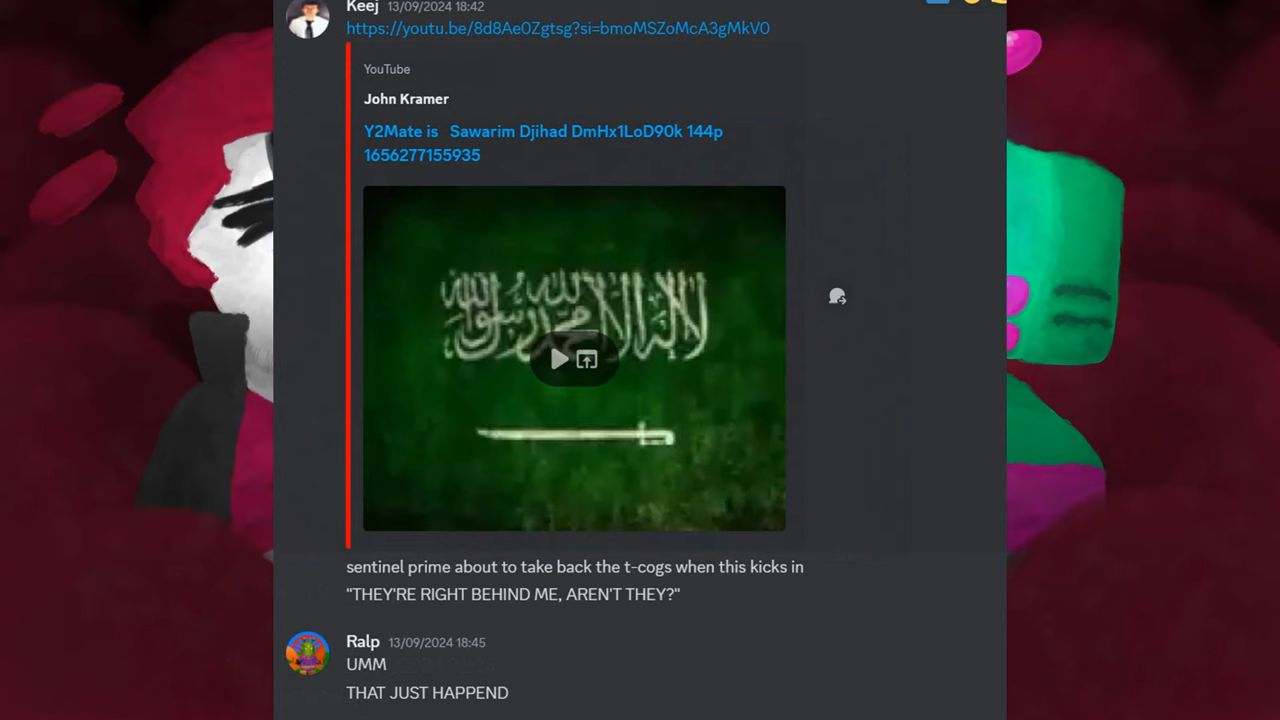 Keej 13/09/2024 18:42
https://youtu.be/8d8Ae0Zgtsg?si=bmoMSZoMcA3gMkV0
YouTube
John Kramer
Y2Mate is Sawarim Djihad DmHx1LoD90k 144p
1656277155935
لا إله إلا الله محمد رسول الله
sentinel prime about to take back the t-cogs when this kicks in
"THEY'RE RIGHT BEHIND ME, AREN'T THEY?"
Ralp 13/09/2024 18:45
UMM
THAT JUST HAPPEND